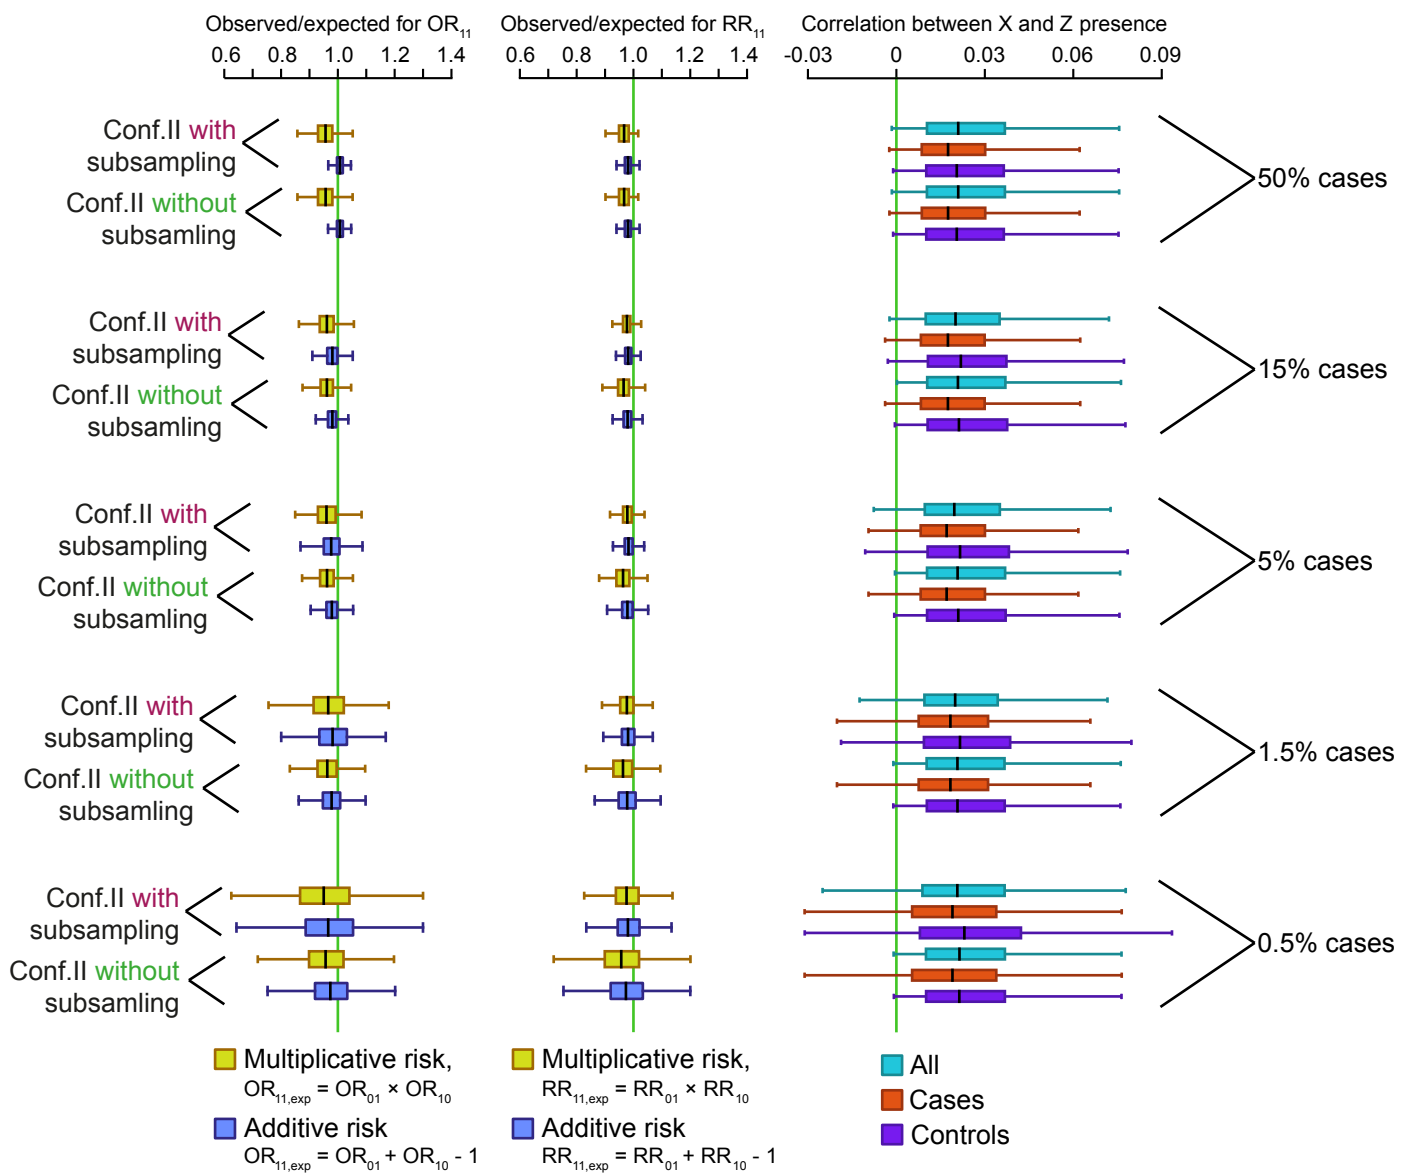 Observed/expected for OR11
Observed/expected for RR11
Correlation between X and Z presence
0.6 0.8 1.0 1.2 1.4
0.6 0.8 1.0 1.2 1.4
-0.03 0 0.03 0.06 0.09
Conf.II with
subsampling
Conf.II without
subsamling
50% cases
Conf.II with
subsampling
Conf.II without
subsamling
15% cases
Conf.II with
subsampling
Conf.II without
subsamling
5% cases
Conf.II with
subsampling
Conf.II without
subsamling
1.5% cases
Conf.II with
subsampling
Conf.II without
subsamling
0.5% cases
Multiplicative risk,
OR11,exp = OR01 × OR10
Additive risk
OR11,exp = OR01 + OR10 - 1
Multiplicative risk,
RR11,exp = RR01 × RR10
Additive risk
RR11,exp = RR01 + RR10 - 1
All
Cases
Controls